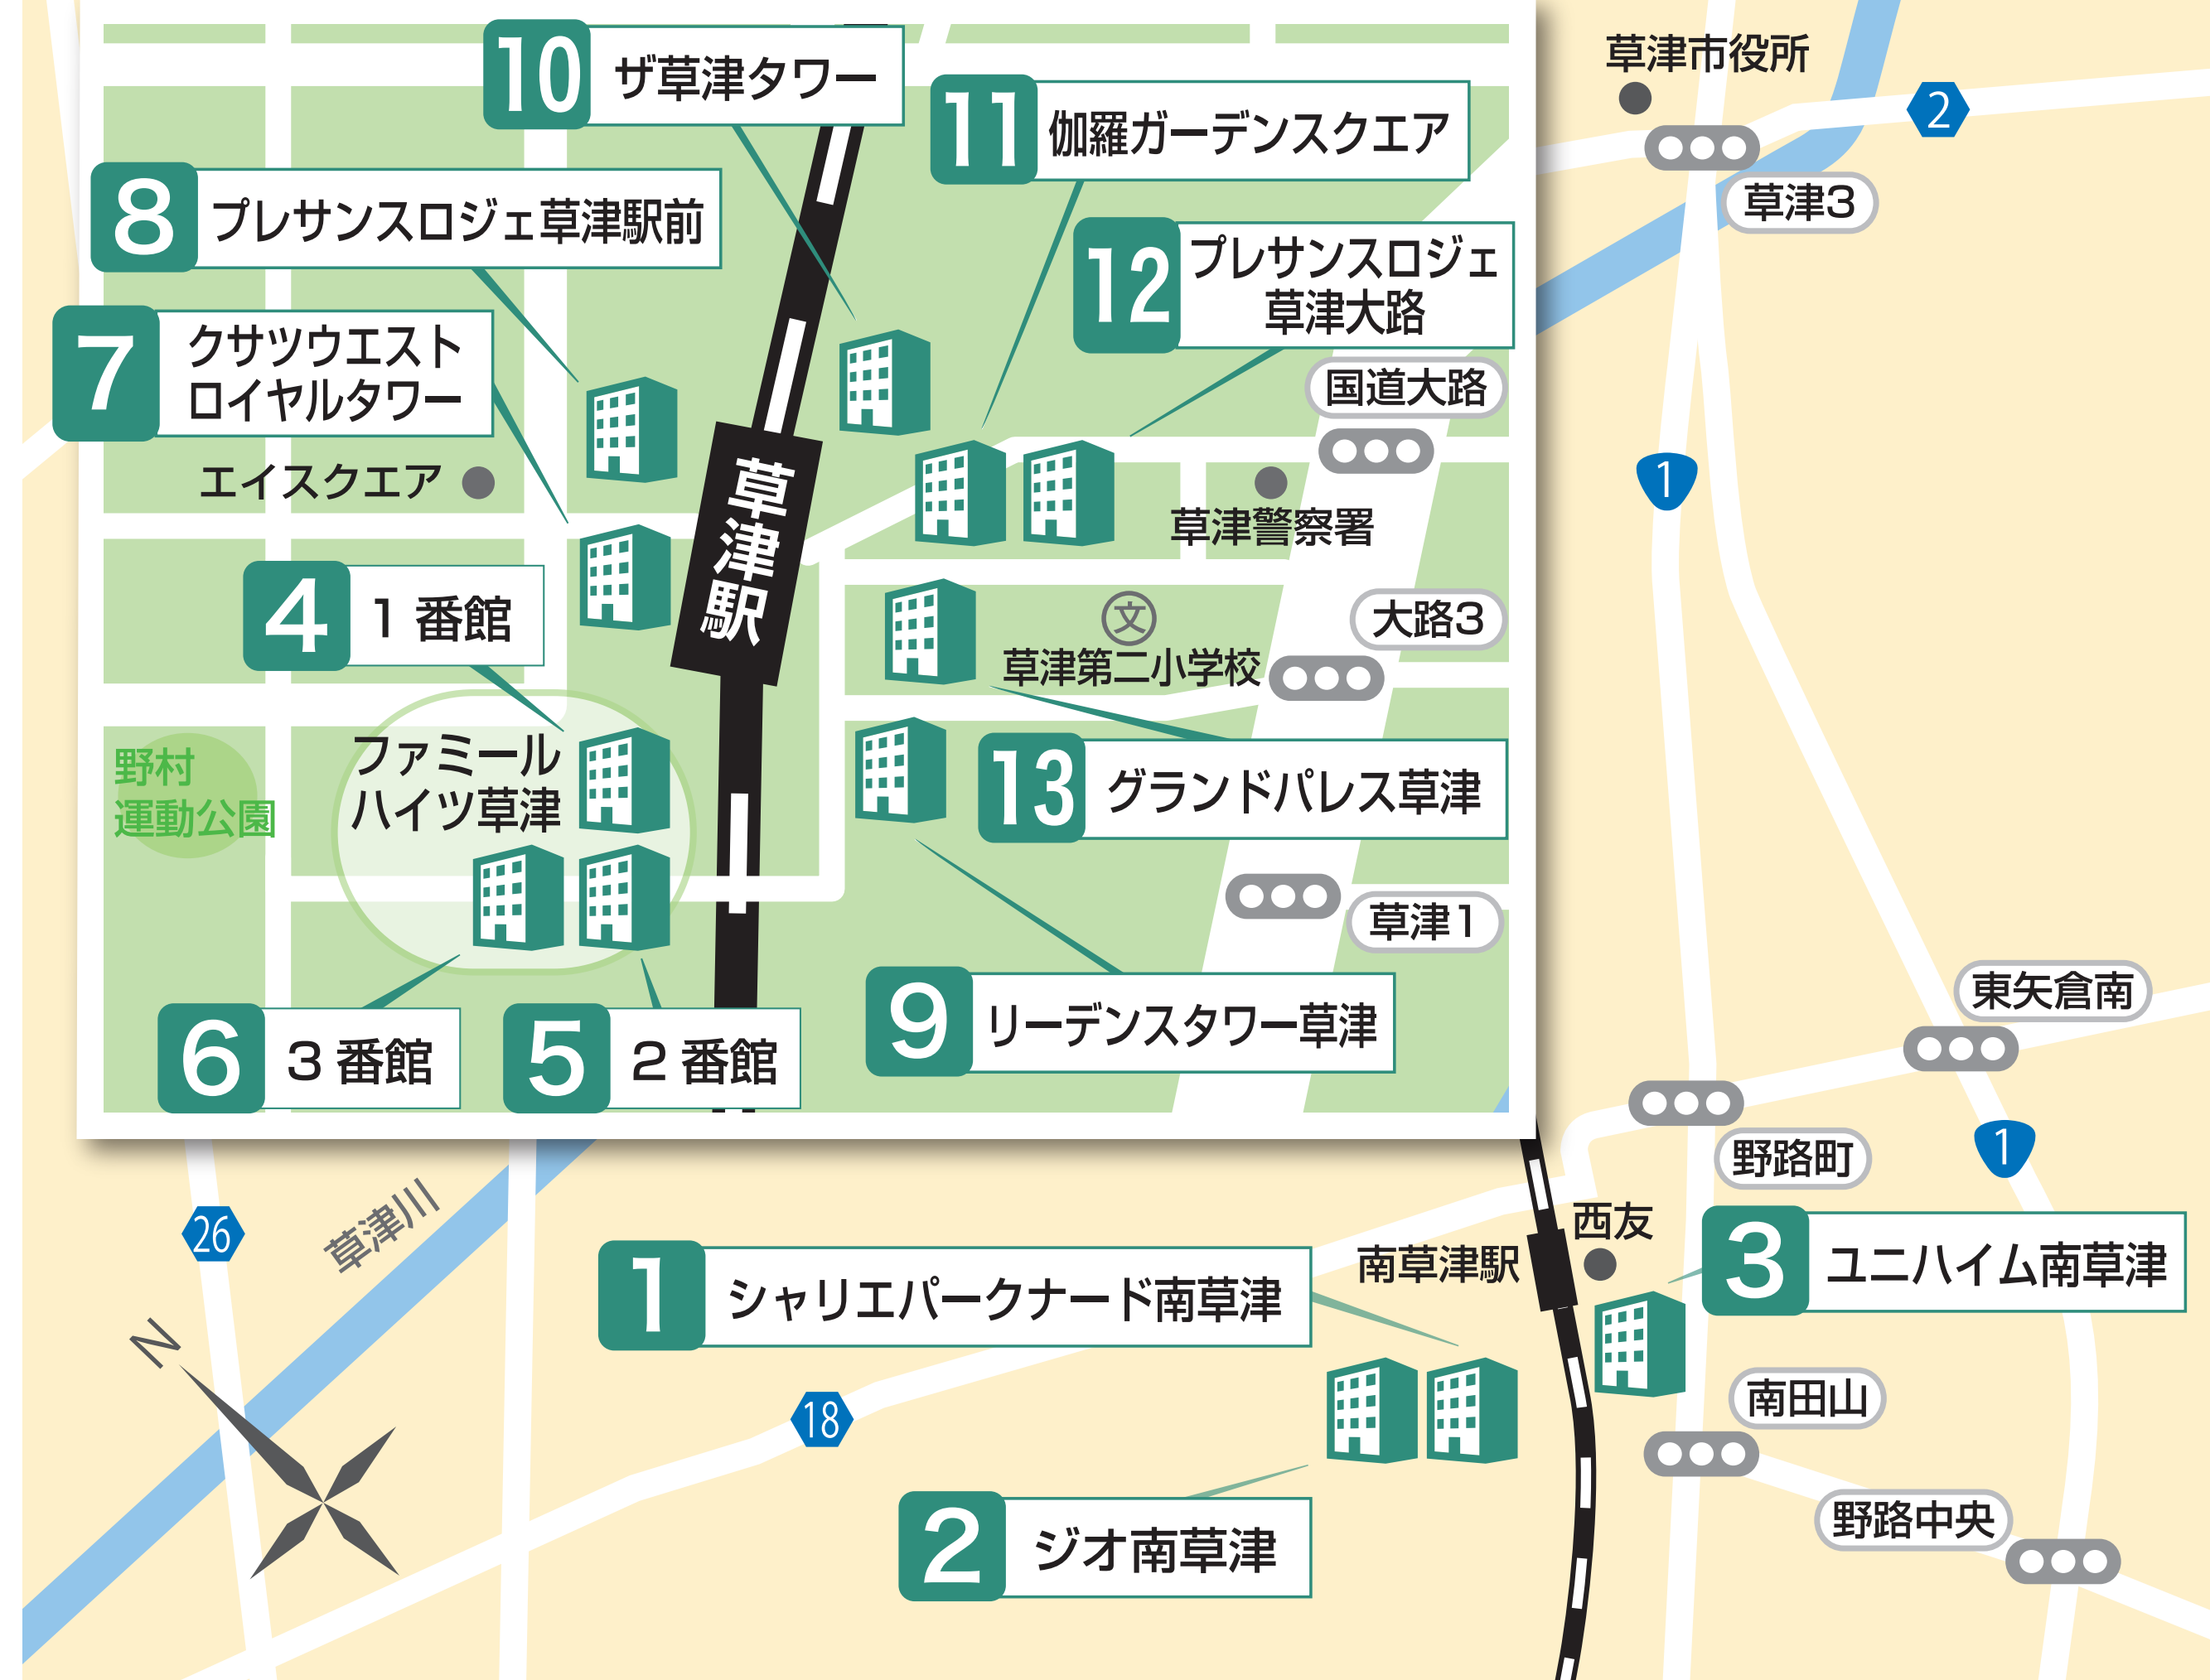 10 ザ草津タワー
11 伽羅ガーデンスクエア
草津市役所
2
草津3
8 プレサンスロジェ草津駅前
12 プレサンスロジェ
草津大路
7 クサツウエスト
ロイヤルタワー
国道大路
エイスクエア
草津駅
草津警察署
1
4 1番館
文
草津第二小学校
大路3
野村
運動公園
ファミール
ハイツ草津
13 グランドパレス草津
草津1
9 リーデンスタワー草津
6 3番館
5 2番館
東矢倉南
野路町
1
草津川
26
N
西友
南草津駅
3 ユニハイム南草津
1 シャリエパークナード南草津
18
南田山
2 ジオ南草津
野路中央